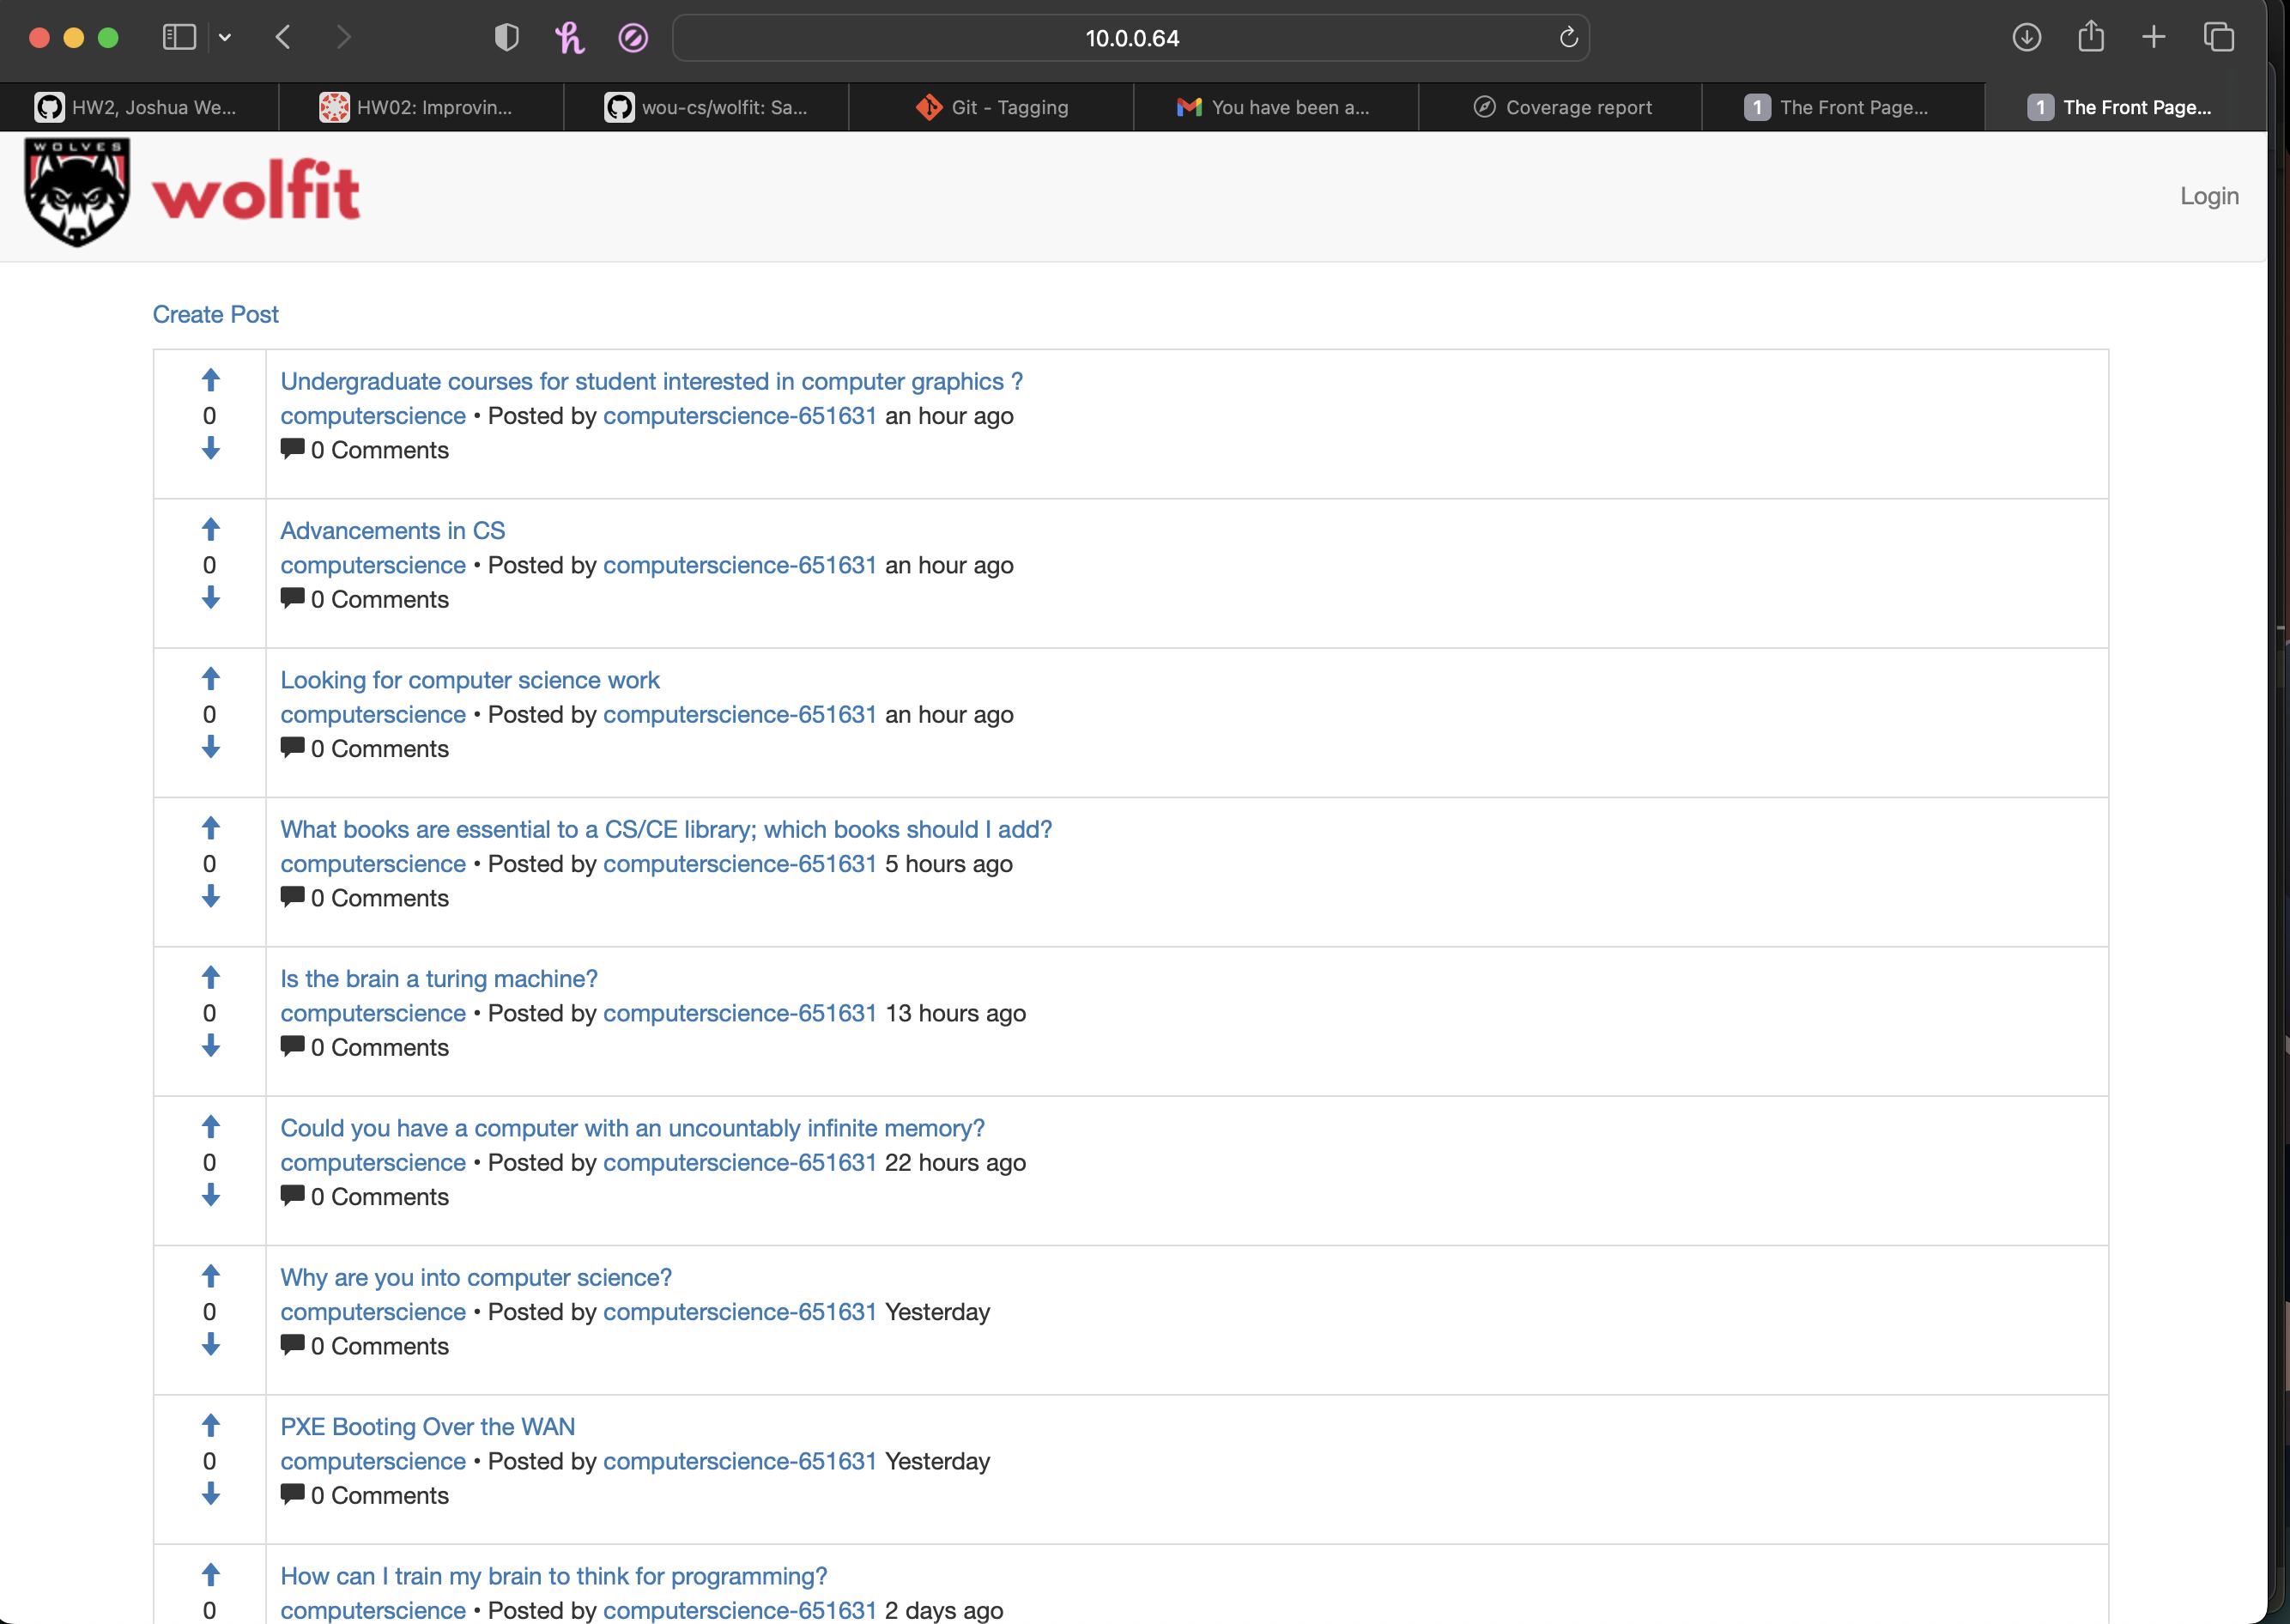 10.0.0.64
HW2, Joshua We...
HW02: Improvin...
wou-cs/wolfit: Sa...
Git - Tagging
You have been a...
Coverage report
1 The Front Page...
1 The Front Page...
WOLVES
wolfit
Login
Create Post
Undergraduate courses for student interested in computer graphics ?
0 computerscience • Posted by computerscience-651631 an hour ago
0 Comments
Advancements in CS
0 computerscience • Posted by computerscience-651631 an hour ago
0 Comments
Looking for computer science work
0 computerscience • Posted by computerscience-651631 an hour ago
0 Comments
What books are essential to a CS/CE library; which books should I add?
0 computerscience • Posted by computerscience-651631 5 hours ago
0 Comments
Is the brain a turing machine?
0 computerscience • Posted by computerscience-651631 13 hours ago
0 Comments
Could you have a computer with an uncountably infinite memory?
0 computerscience • Posted by computerscience-651631 22 hours ago
0 Comments
Why are you into computer science?
0 computerscience • Posted by computerscience-651631 Yesterday
0 Comments
PXE Booting Over the WAN
0 computerscience • Posted by computerscience-651631 Yesterday
0 Comments
How can I train my brain to think for programming?
0 computerscience • Posted by computerscience-651631 2 days ago